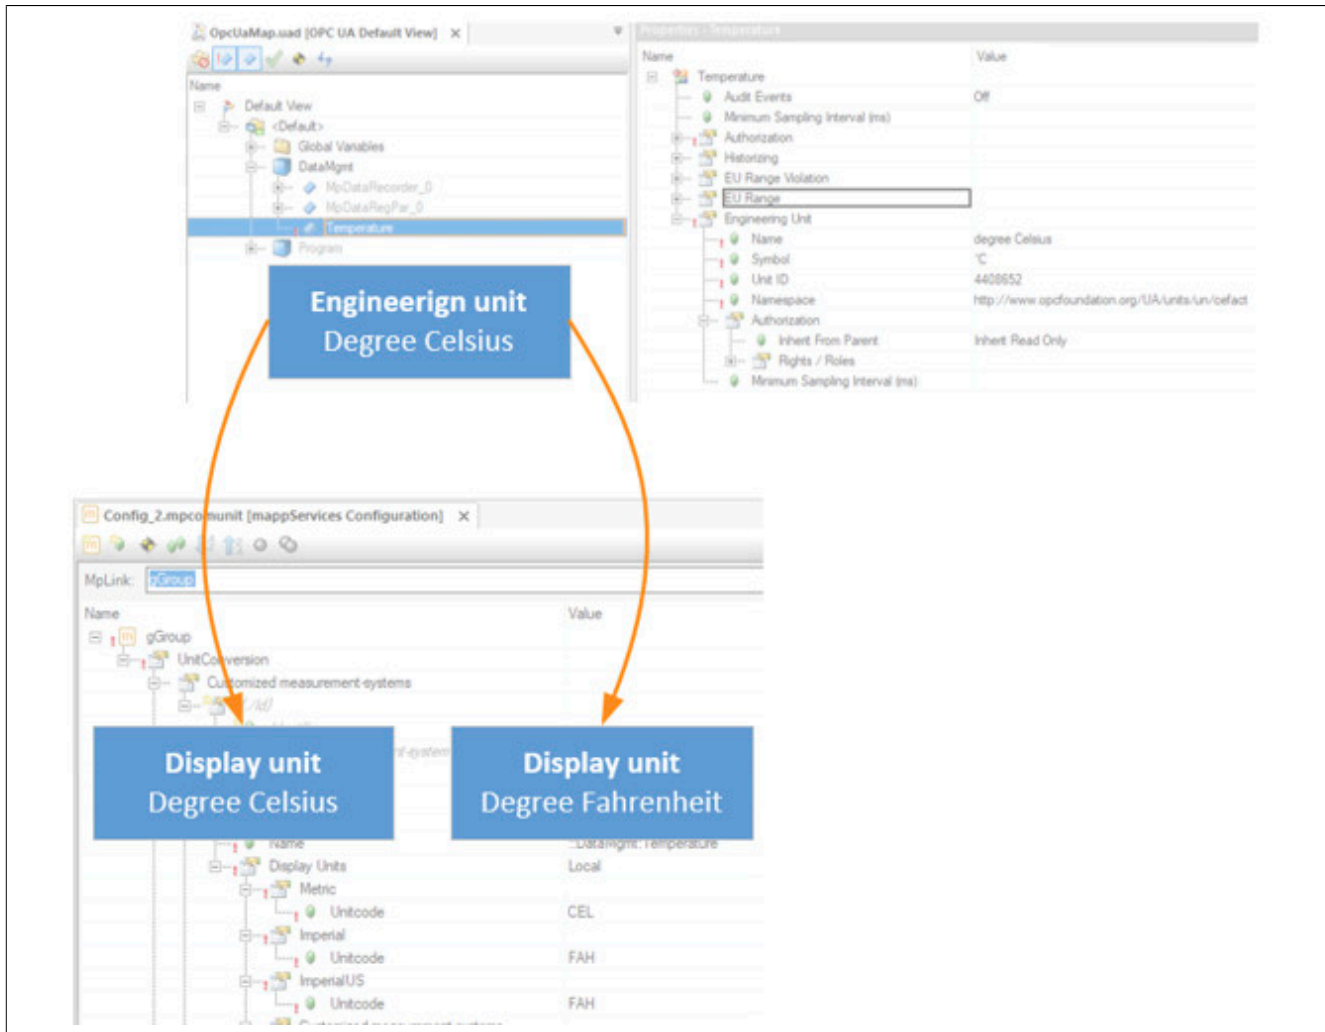 OpcUaMap.uad [OPC UA Default View] ×
Name
Default View
<Default>
Global Variables
DataMgmt
MpDataRecorder_0
MpDataRegPar_0
Temperature
Program
Properties - Temperature
Name Value
Temperature
Audit Events Off
Minimum Sampling Interval (ms)
Authorization
Historizing
EU Range Violation
EU Range
Engineering Unit
Name degree Celsius
Symbol °C
Unit ID 4408652
Namespace http://www.opcfoundation.org/UA/units/un/cefact
Authorization
Inherit From Parent Inherit Read Only
Rights / Roles
Minimum Sampling Interval (ms)
Engineerign unit
Degree Celsius
Config_2.mpcomunit [mappServices Configuration] ×
MpLink: gGroup
Name Value
gGroup
UnitConversion
Customized measurement-systems
Display unit
Degree Celsius
Display unit
Degree Fahrenheit
Name ::DataMgmt::Temperature
Display Units Local
Metric
Unitcode CEL
Imperial
Unitcode FAH
ImperialUS
Unitcode FAH
Customized measurement-systems